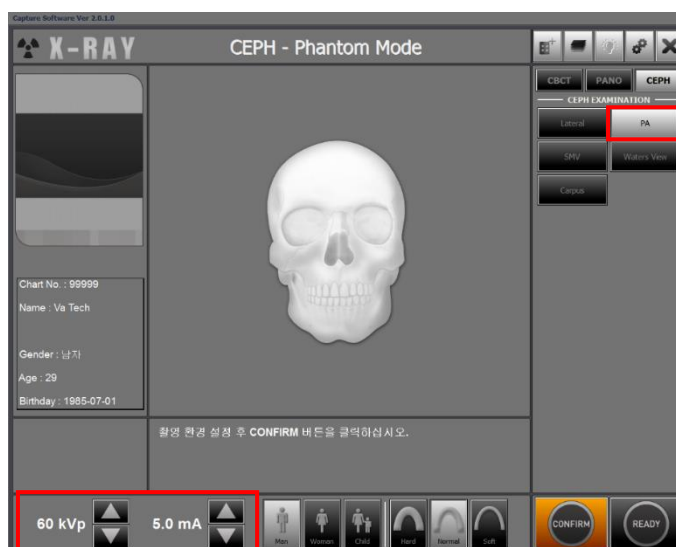 Capture Software Ver 2.0.1.0
X-RAY
CEPH - Phantom Mode
CBCT PANO CEPH
CEPH EXAMINATION
Lateral PA
SMV Waters View
Carpus
Chart No. : 99999
Name : Va Tech
Gender : 남자
Age : 29
Birthday : 1985-07-01
촬영 환경 설정 후 CONFIRM 버튼을 클릭하십시오.
60 kVp 5.0 mA
Man Woman Child Hard Normal Soft
CONFIRM READY